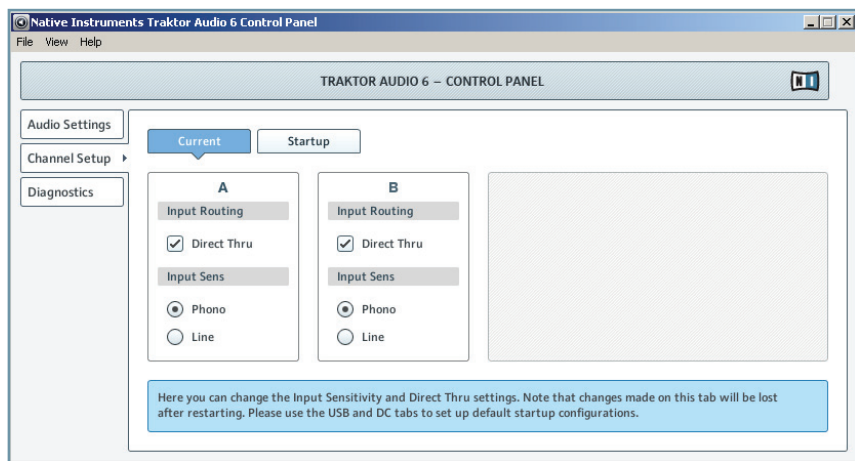 Native Instruments Traktor Audio 6 Control Panel
File View Help
TRAKTOR AUDIO 6 – CONTROL PANEL
N I
Audio Settings
Channel Setup
Diagnostics
Current Startup
A
Input Routing
Direct Thru
Input Sens
Phono
Line
B
Input Routing
Direct Thru
Input Sens
Phono
Line
Here you can change the Input Sensitivity and Direct Thru settings. Note that changes made on this tab will be lost
after restarting. Please use the USB and DC tabs to set up default startup configurations.